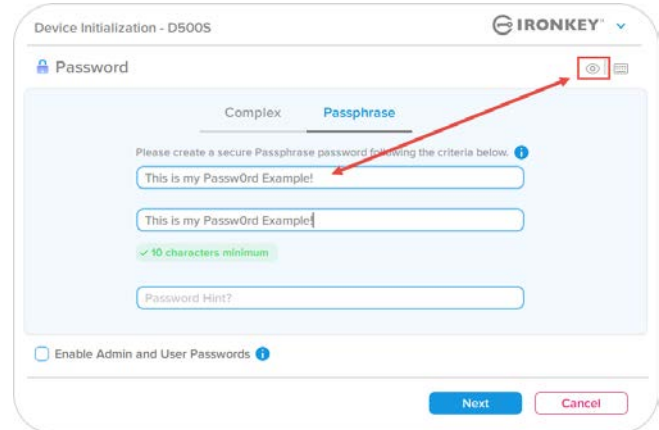 Device Initialization - D500S
IRONKEY™
Password
Complex Passphrase
Please create a secure Passphrase password following the criteria below.
This is my Passw0rd Example!
This is my Passw0rd Example!
✓ 10 characters minimum
Password Hint?
Enable Admin and User Passwords
Next Cancel